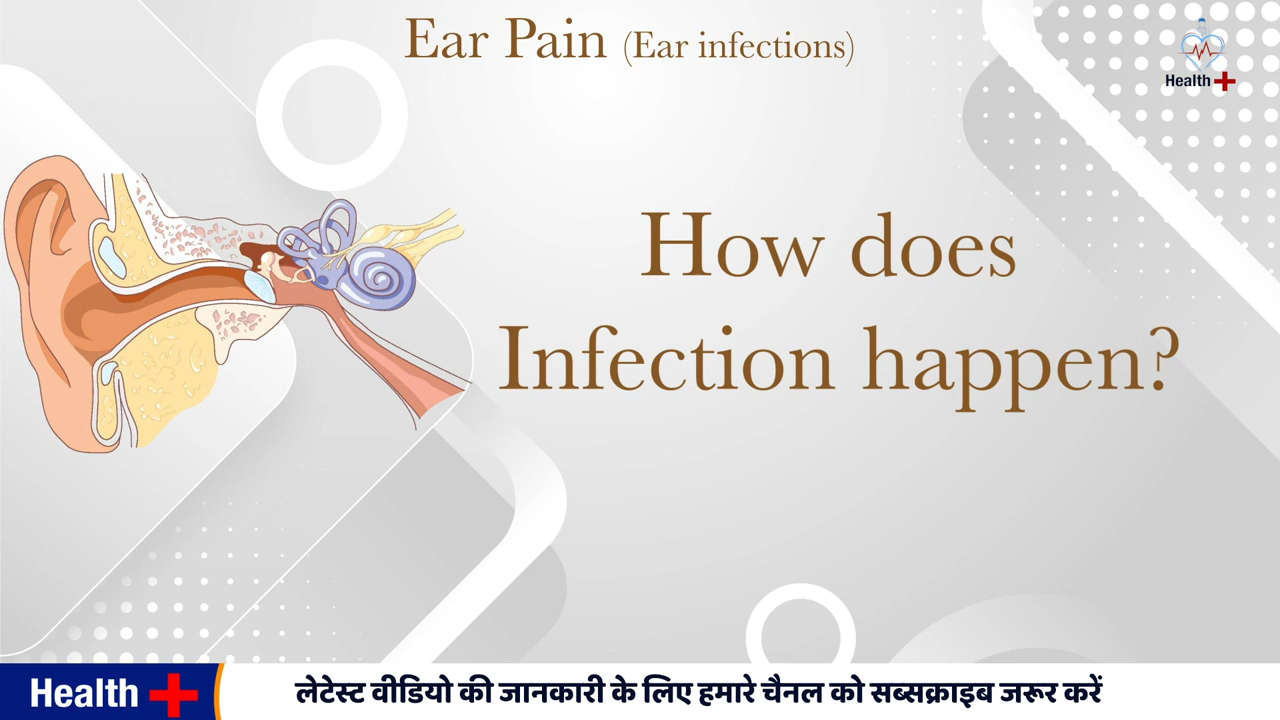 Ear Pain (Ear infections)
Health
How does
Infection happen?
Health
लेटेस्ट वीडियो की जानकारी के लिए हमारे चैनल को सब्सक्राइब जरूर करें